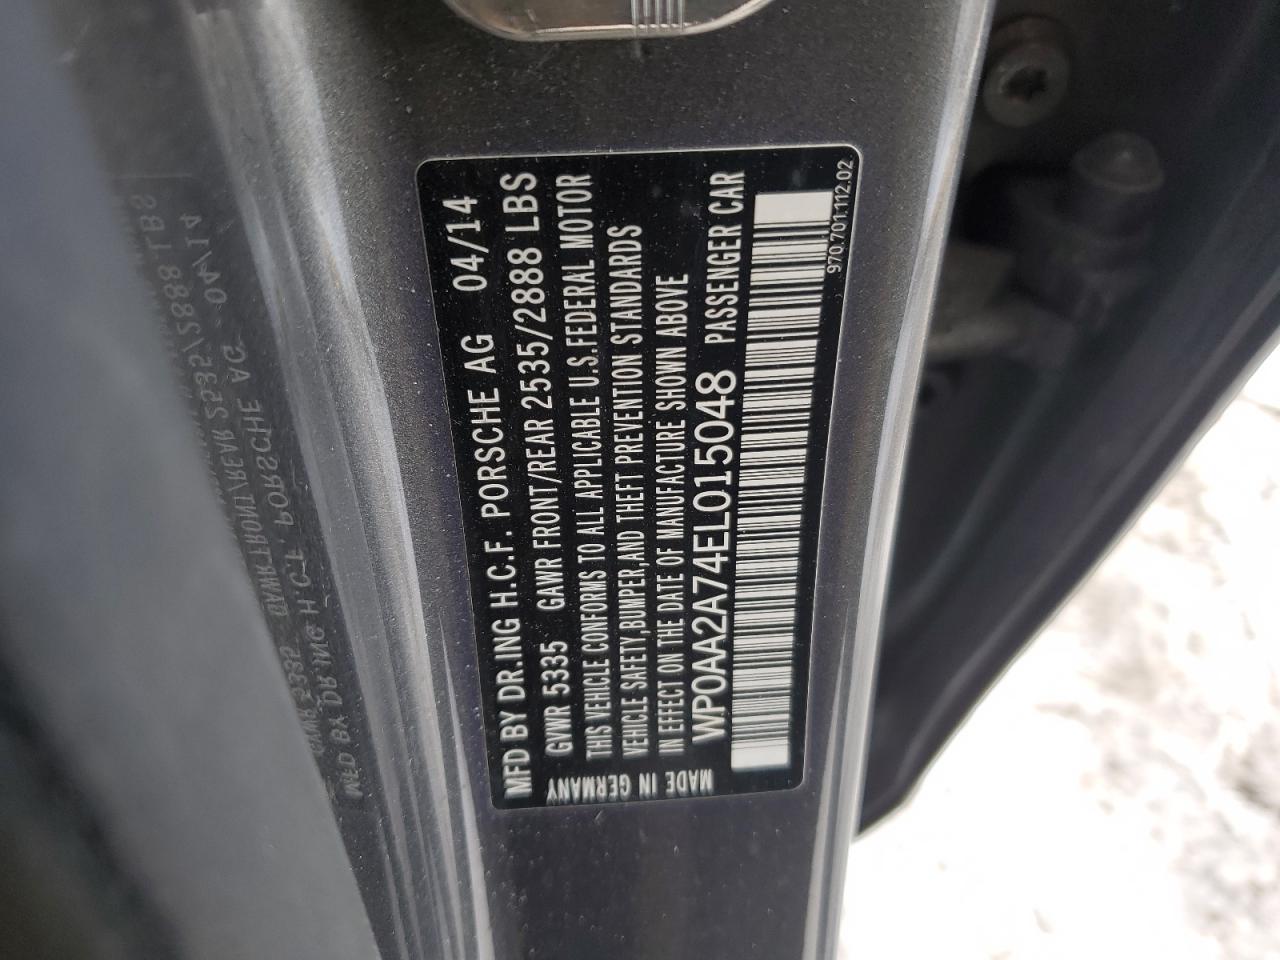 MFD BY DR.ING H.C.F. PORSCHE AG 04/14
GVWR 5335 GAWR FRONT/REAR 2535/2888 LBS
THIS VEHICLE CONFORMS TO ALL APPLICABLE U.S.FEDERAL MOTOR
VEHICLE SAFETY,BUMPER,AND THEFT PREVENTION STANDARDS
IN EFFECT ON THE DATE OF MANUFACTURE SHOWN ABOVE
WP0AA2A74EL015048 PASSENGER CAR
970.701.112.02
MADE IN GERMANY